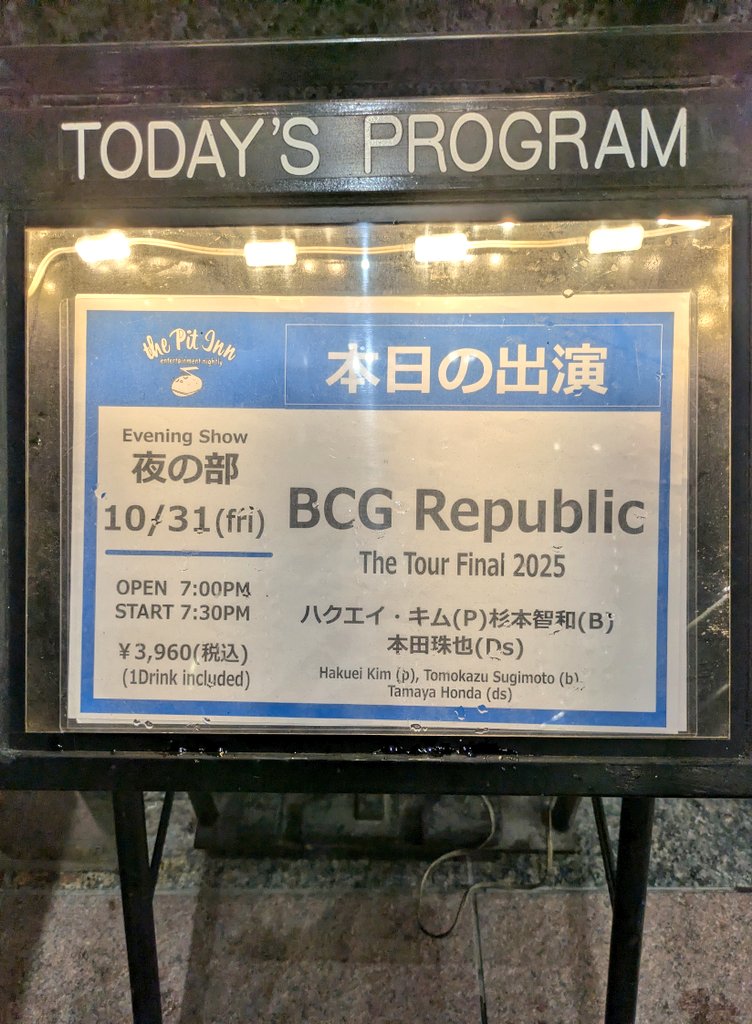 TODAY'S PROGRAM
the Pit Inn
entertainment nightly
本日の出演
Evening Show
夜の部
10/31(fri)
OPEN 7:00PM
START 7:30PM
¥3,960(税込)
(1Drink included)
BCG Republic
The Tour Final 2025
ハクエイ・キム(P)杉本智和(B)
本田珠也(Ds)
Hakuei Kim (p), Tomokazu Sugimoto (b)
Tamaya Honda (ds)